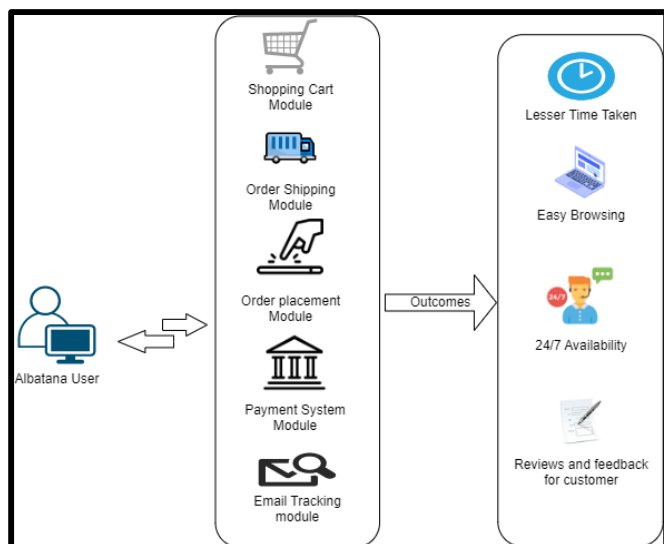 Shopping Cart
Module
Order Shipping
Module
Order placement
Module
Payment System
Module
Email Tracking
module
Albatana User
Outcomes
Lesser Time Taken
Easy Browsing
24/7
24/7 Availability
Reviews and feedback
for customer